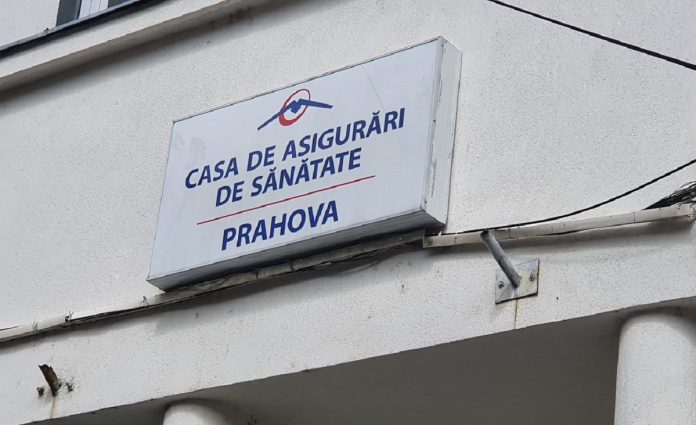 CASA DE ASIGURĂRI
DE SĂNĂTATE
PRAHOVA